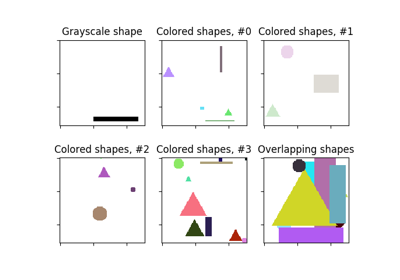 Grayscale shape
Colored shapes, #0
Colored shapes, #1
Colored shapes, #2
Colored shapes, #3
Overlapping shapes